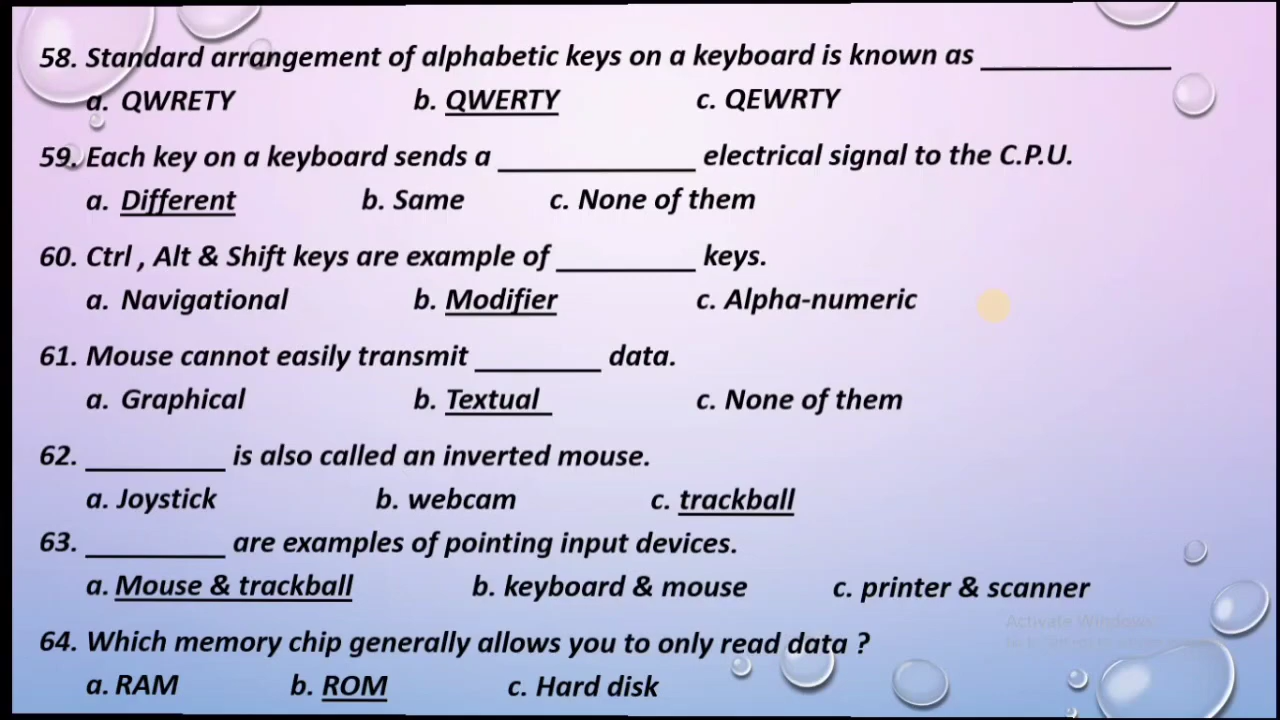 58. Standard arrangement of alphabetic keys on a keyboard is known as ____________
a. QWRETY b. QWERTY c. QEWRTY
59. Each key on a keyboard sends a ____________ electrical signal to the C.P.U.
a. Different b. Same c. None of them
60. Ctrl , Alt & Shift keys are example of _________ keys.
a. Navigational b. Modifier c. Alpha-numeric
61. Mouse cannot easily transmit ________ data.
a. Graphical b. Textual c. None of them
62. _________ is also called an inverted mouse.
a. Joystick b. webcam c. trackball
63. _________ are examples of pointing input devices.
a. Mouse & trackball b. keyboard & mouse c. printer & scanner
64. Which memory chip generally allows you to only read data ?
a. RAM b. ROM c. Hard disk
Activate Windows